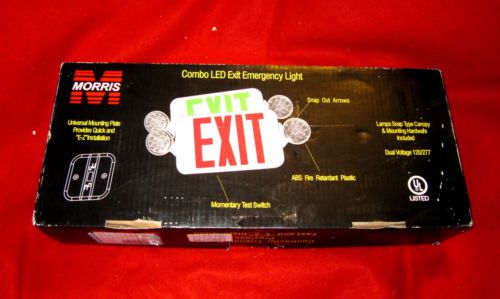 MORRIS
Combo LED Exit Emergency Light
Universal Mounting Plate
Provides Quick and
"E-Z"Installation
Snap Out Arrows
EXIT
EXIT
Lamps Snap Type Canopy
& Mounting Hardware
Included
Dual Voltage 120/277
ABS Fire Retardant Plastic
Momentary Test Switch
UL
LISTED